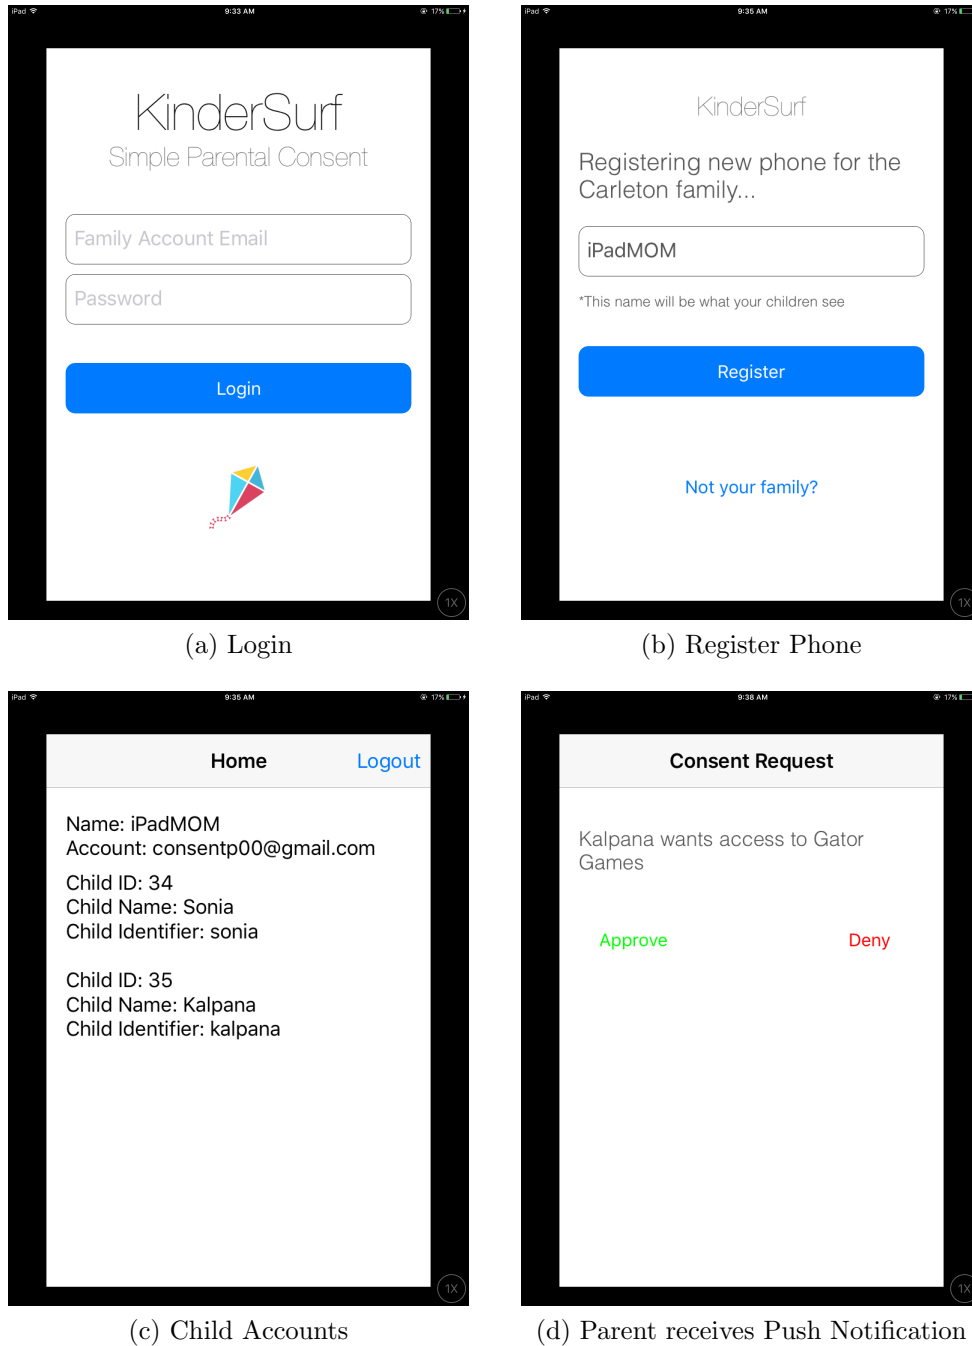 iPad 9:33 AM 17%
KinderSurf
Simple Parental Consent
Family Account Email
Password
Login
1X
(a) Login
iPad 9:35 AM 17%
KinderSurf
Registering new phone for the
Carleton family...
iPadMOM
*This name will be what your children see
Register
Not your family?
1X
(b) Register Phone
iPad 9:35 AM 17%
Home Logout
Name: iPadMOM
Account: consentp00@gmail.com
Child ID: 34
Child Name: Sonia
Child Identifier: sonia
Child ID: 35
Child Name: Kalpana
Child Identifier: kalpana
1X
(c) Child Accounts
iPad 9:38 AM 17%
Consent Request
Kalpana wants access to Gator
Games
Approve Deny
1X
(d) Parent receives Push Notification